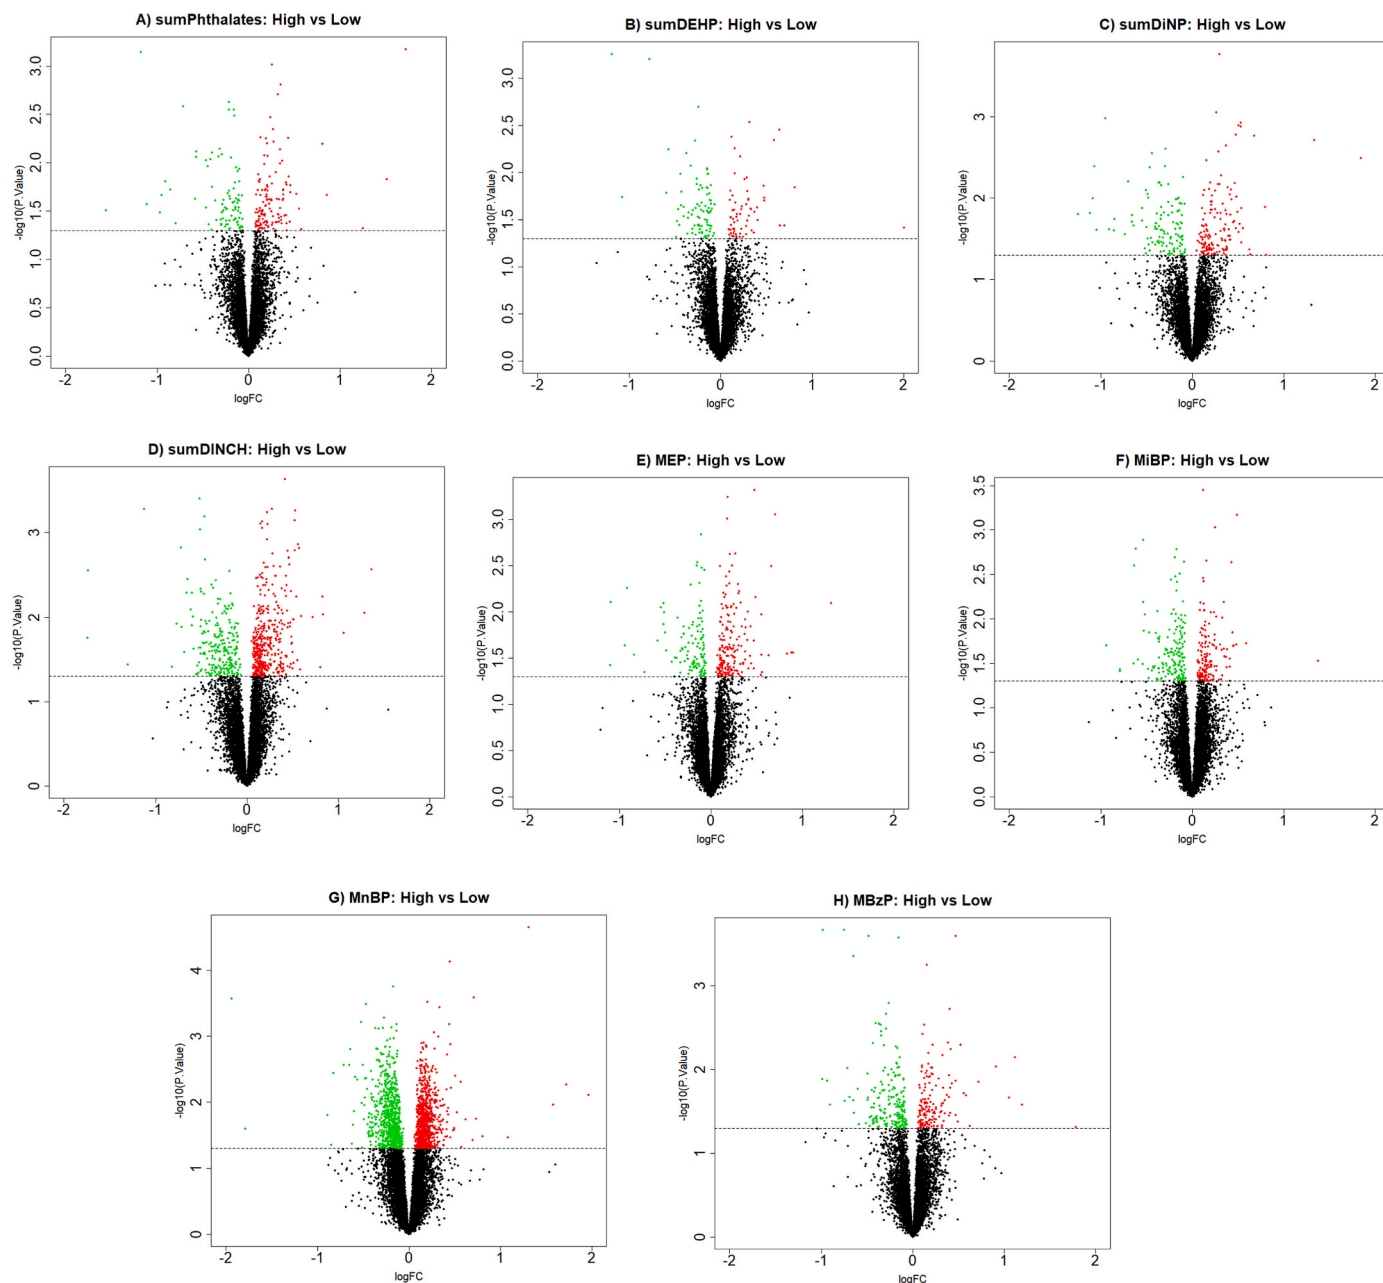 A) sumPhthalates: High vs Low
-log10(P.Value)
3.0
2.5
2.0
1.5
1.0
0.5
0.0
-2 -1 0 1 2
logFC
B) sumDEHP: High vs Low
-log10(P.Value)
3.0
2.5
2.0
1.5
1.0
0.5
0.0
-2 -1 0 1 2
logFC
C) sumDiNP: High vs Low
-log10(P.Value)
3
2
1
0
-2 -1 0 1 2
logFC
D) sumDINCH: High vs Low
-log10(P.Value)
3
2
1
0
-2 -1 0 1 2
logFC
E) MEP: High vs Low
-log10(P.Value)
3.0
2.5
2.0
1.5
1.0
0.5
0.0
-2 -1 0 1 2
logFC
F) MiBP: High vs Low
-log10(P.Value)
3.5
3.0
2.5
2.0
1.5
1.0
0.5
0.0
-2 -1 0 1 2
logFC
G) MnBP: High vs Low
-log10(P.Value)
4
3
2
1
0
-2 -1 0 1 2
logFC
H) MBzP: High vs Low
-log10(P.Value)
3
2
1
0
-2 -1 0 1 2
logFC